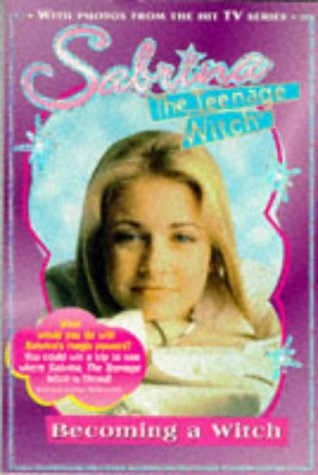 • WITH PHOTOS FROM THE HIT TV SERIES •
Sabrina
The Teenage
Witch
What
would you do with
Sabrina's magic powers?
You could win a trip to see
where Sabrina, The Teenage
Witch is filmed!
Becoming a Witch